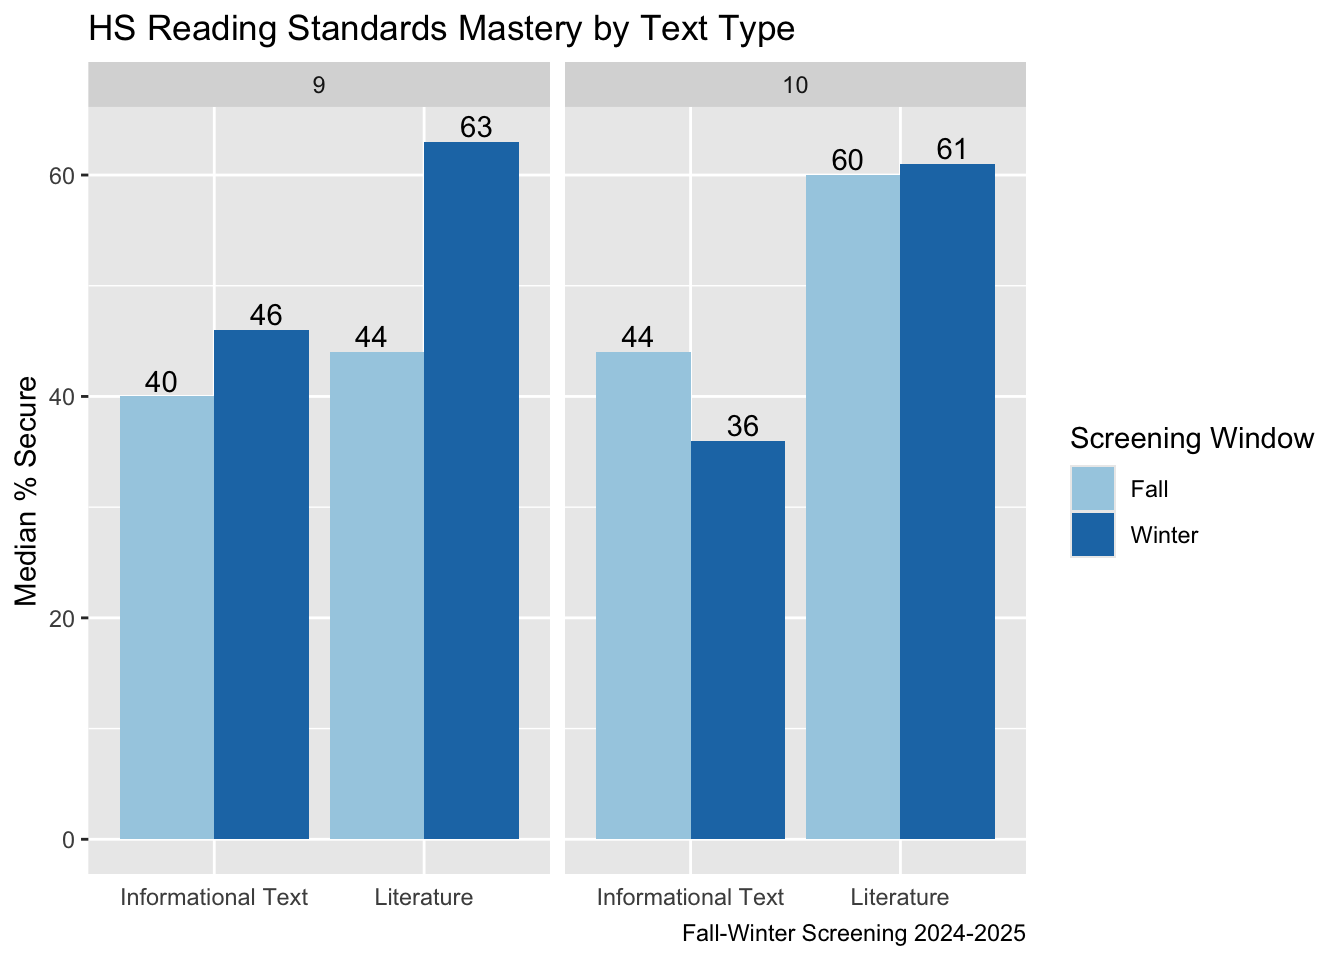 HS Reading Standards Mastery by Text Type
9
10
63
46
44
40
44
36
60
61
60
40
20
0
Median % Secure
Informational Text
Literature
Informational Text
Literature
Screening Window
Fall
Winter
Fall-Winter Screening 2024-2025